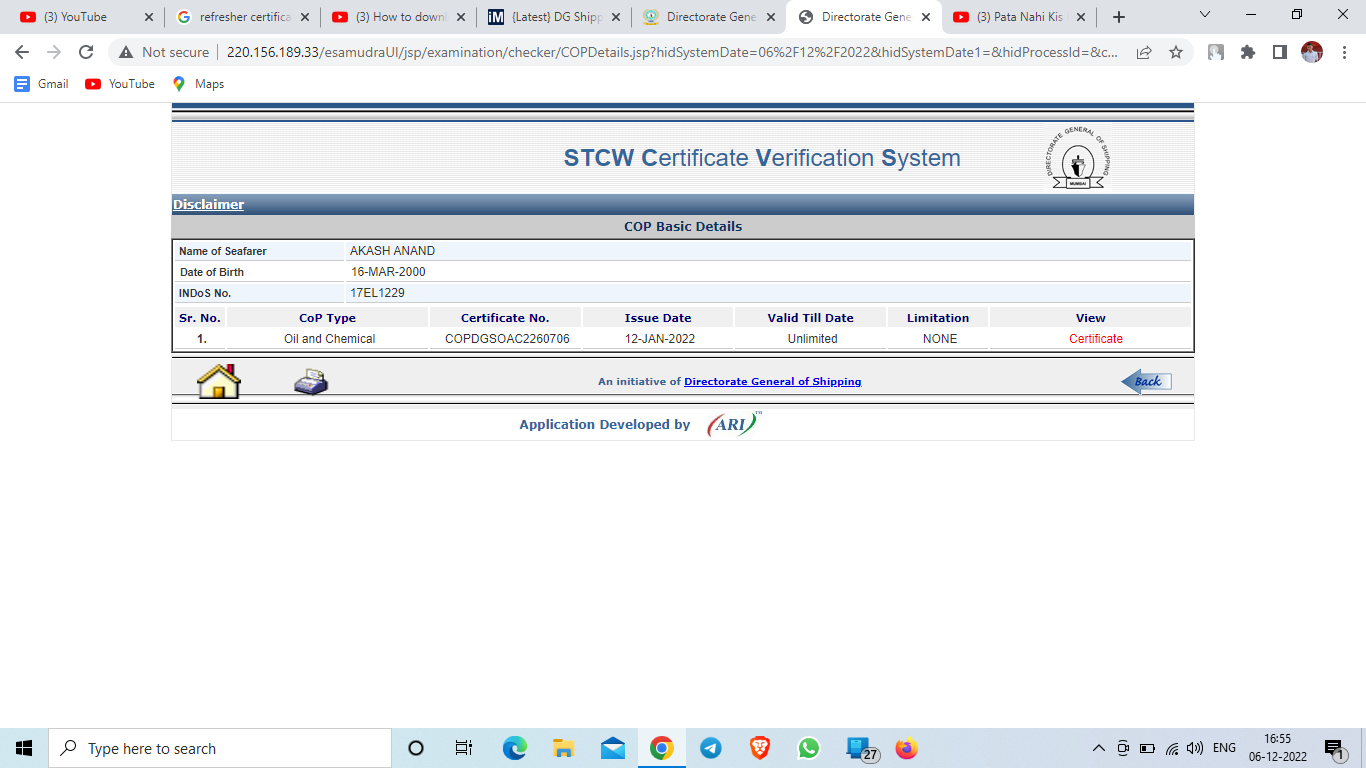 (3) YouTube
refresher certifica
(3) How to downl
{Latest} DG Shipp
Directorate Gene
Directorate Gene
(3) Pata Nahi Kis
Not secure
220.156.189.33/esamudraUI/jsp/examination/checker/COPDetails.jsp?hidSystemDate=06%2F12%2F2022&hidSystemDate1=&hidProcessId=&c...
Gmail YouTube Maps
STCW Certificate Verification System
DIRECTORATE GENERAL OF SHIPPING
MUMBAI
Disclaimer
COP Basic Details
Name of Seafarer AKASH ANAND
Date of Birth 16-MAR-2000
INDoS No. 17EL1229
Sr. No. CoP Type Certificate No. Issue Date Valid Till Date Limitation View
1. Oil and Chemical COPDGSOAC2260706 12-JAN-2022 Unlimited NONE Certificate
An initiative of Directorate General of Shipping
Back
Application Developed by ARI™
Type here to search
27
ENG
16:55
06-12-2022
1